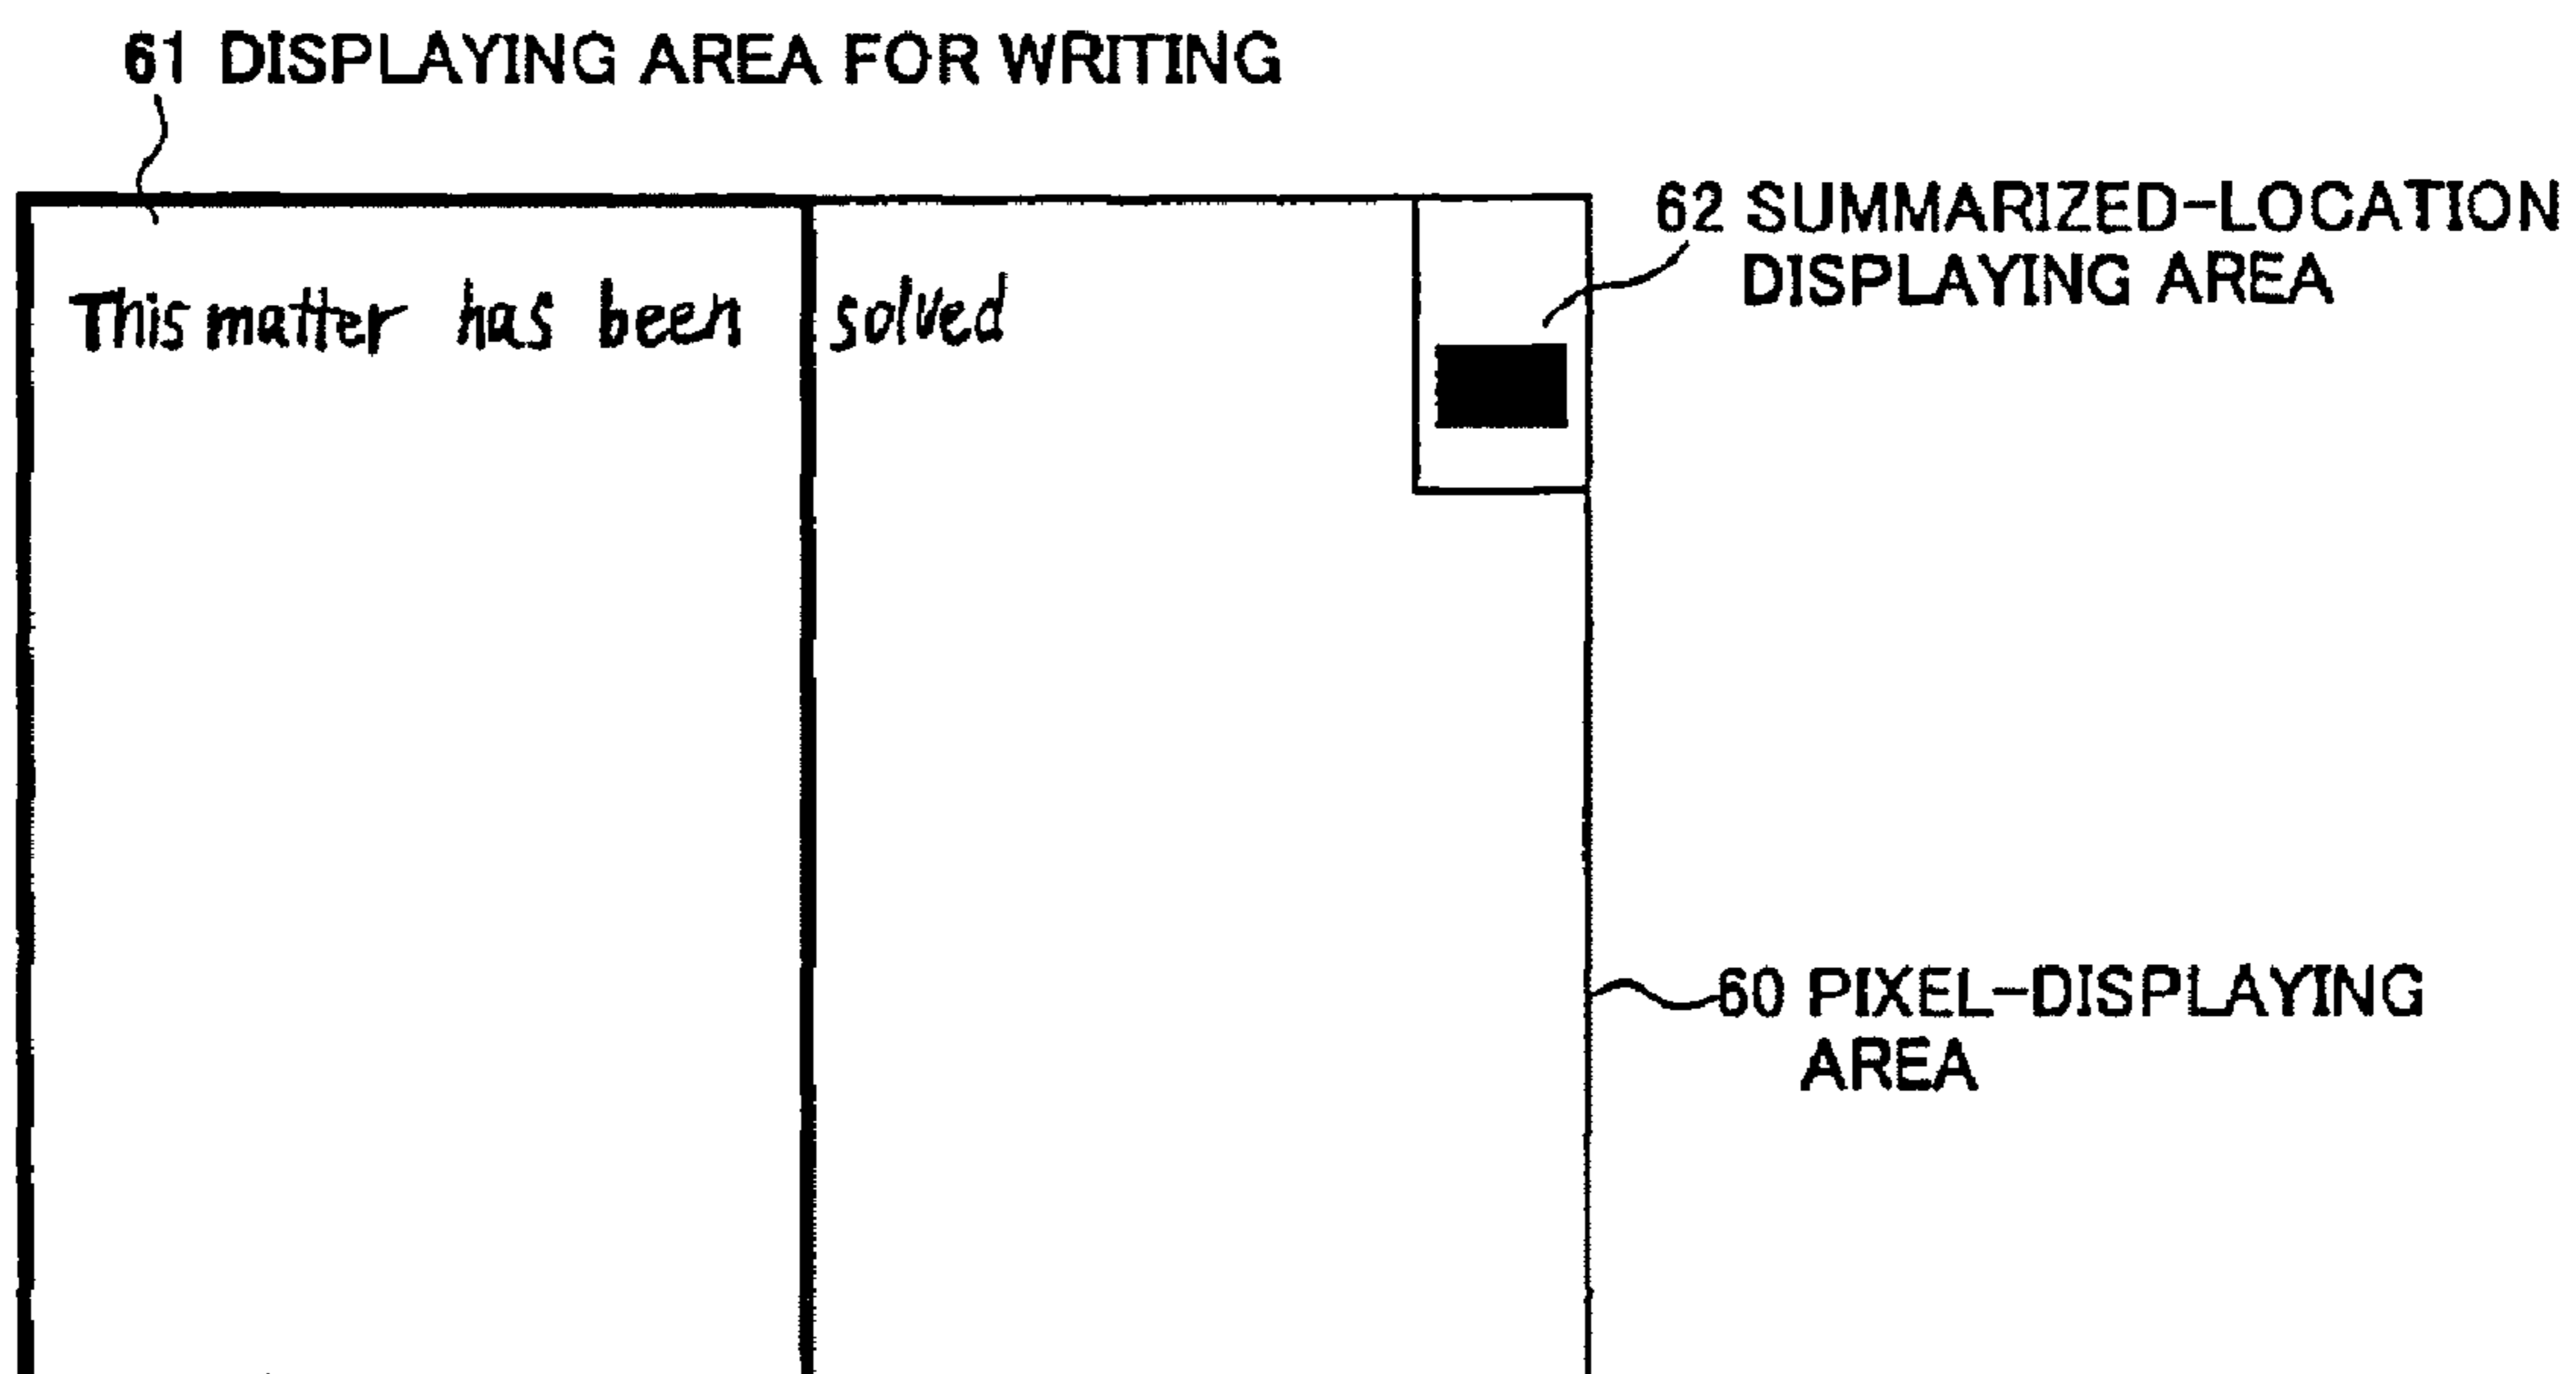 61 DISPLAYING AREA FOR WRITING
62 SUMMARIZED-LOCATION
DISPLAYING AREA
This matter has been solved
60 PIXEL-DISPLAYING
AREA